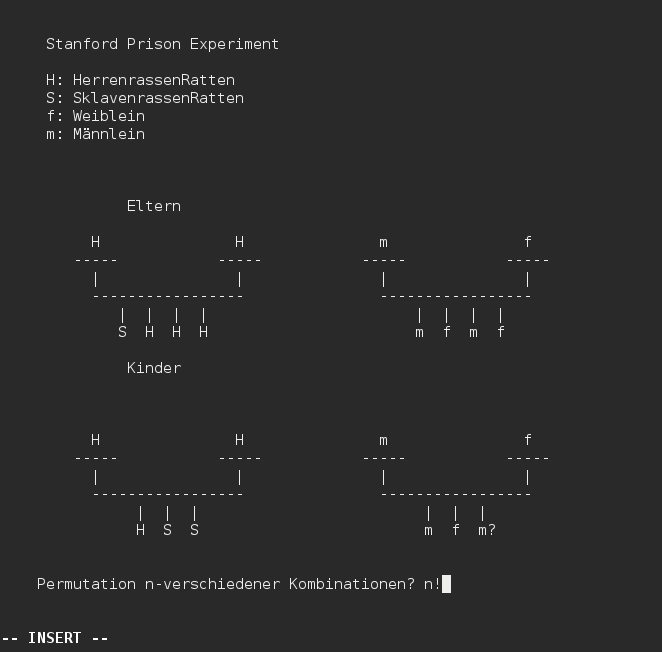 Stanford Prison Experiment
H: HerrenrassenRatten
S: SklavenrassenRatten
f: Weiblein
m: Männlein
Eltern
H H m f
----- ----- ----- -----
| | | |
----------------- -----------------
| | | | | | | |
S H H H m f m f
Kinder
H H m f
----- ----- ----- -----
| | | |
----------------- -----------------
| | | | | |
H S S m f m?
Permutation n-verschiedener Kombinationen? n!
-- INSERT --